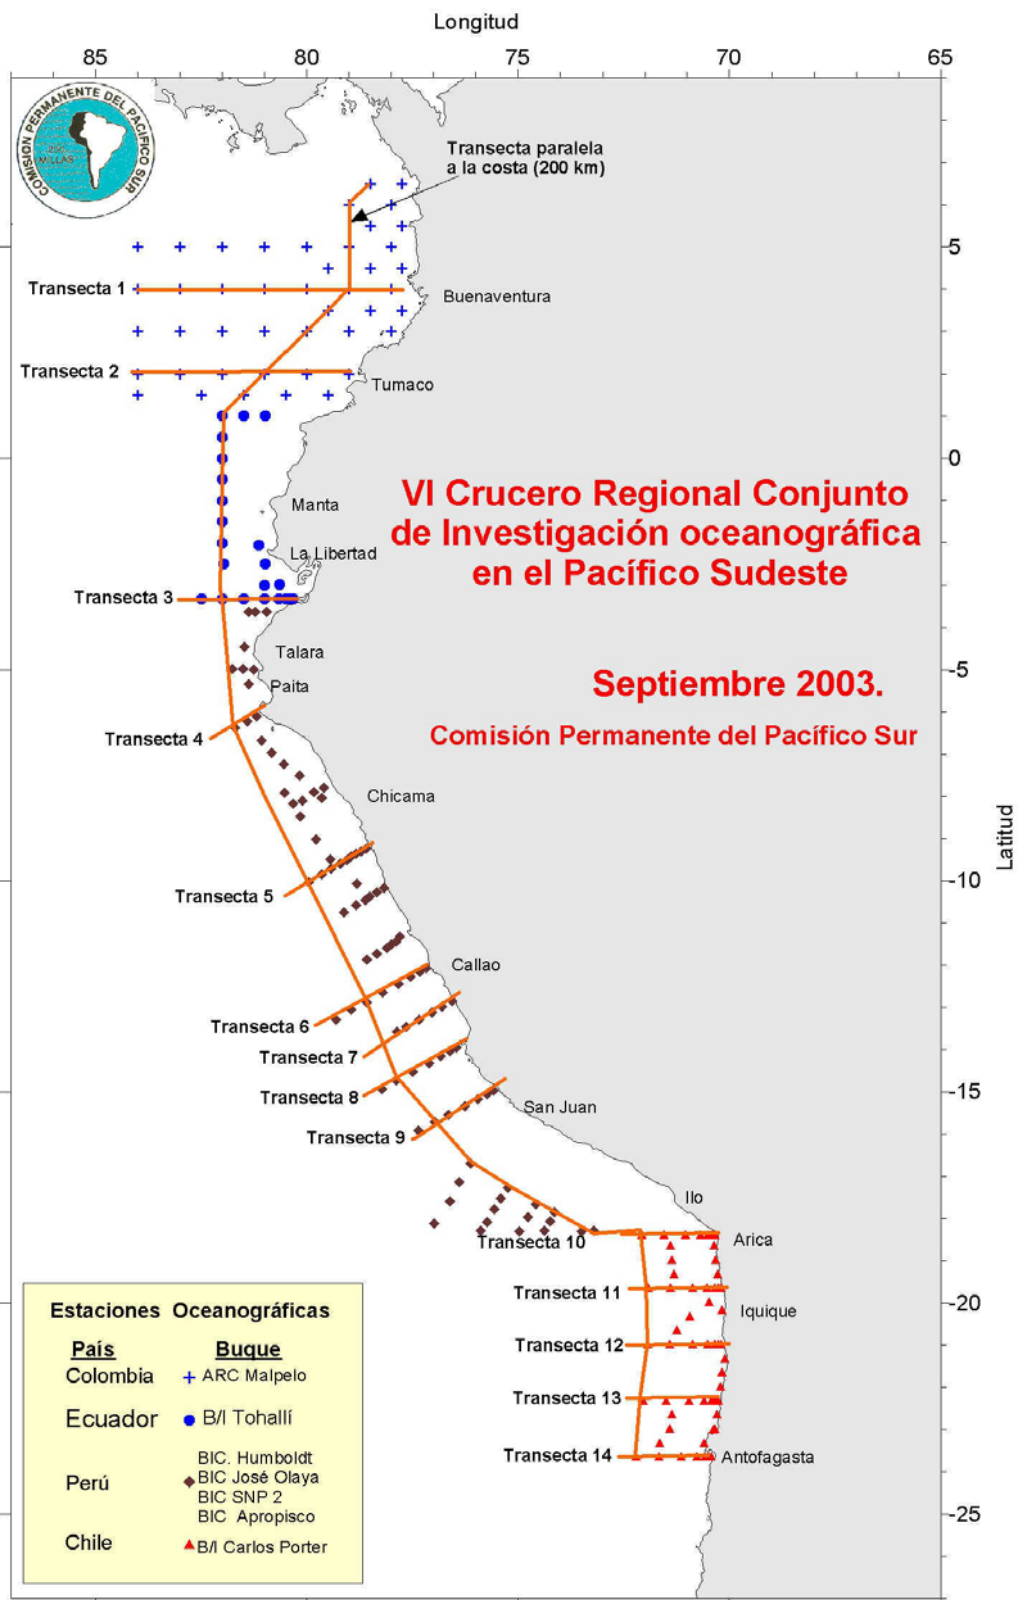 Longitud
85 80 75 70 65
COMISION PERMANENTE DEL PACIFICO SUR
200
MILLAS
Transecta paralela
a la costa (200 km)
5
Transecta 1
Buenaventura
Transecta 2
Tumaco
0
VI Crucero Regional Conjunto
de Investigación oceanográfica
en el Pacífico Sudeste
Manta
La Libertad
Transecta 3
Talara
-5
Paita
Septiembre 2003.
Comisión Permanente del Pacífico Sur
Transecta 4
Chicama
Latitud
-10
Transecta 5
Callao
Transecta 6
Transecta 7
Transecta 8
-15
San Juan
Transecta 9
Ilo
Transecta 10
Arica
Transecta 11
-20
Iquique
Transecta 12
Transecta 13
Transecta 14
Antofagasta
-25
Estaciones Oceanográficas
País Buque
Colombia ARC Malpelo
Ecuador B/I Tohallí
Perú
BIC. Humboldt
BIC José Olaya
BIC SNP 2
BIC Apropisco
Chile B/I Carlos Porter